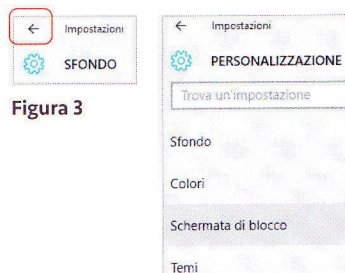 ← Impostazioni
SFONDO
Figura 3
← Impostazioni
PERSONALIZZAZIONE
Trova un'impostazione
Sfondo
Colori
Schermata di blocco
Temi